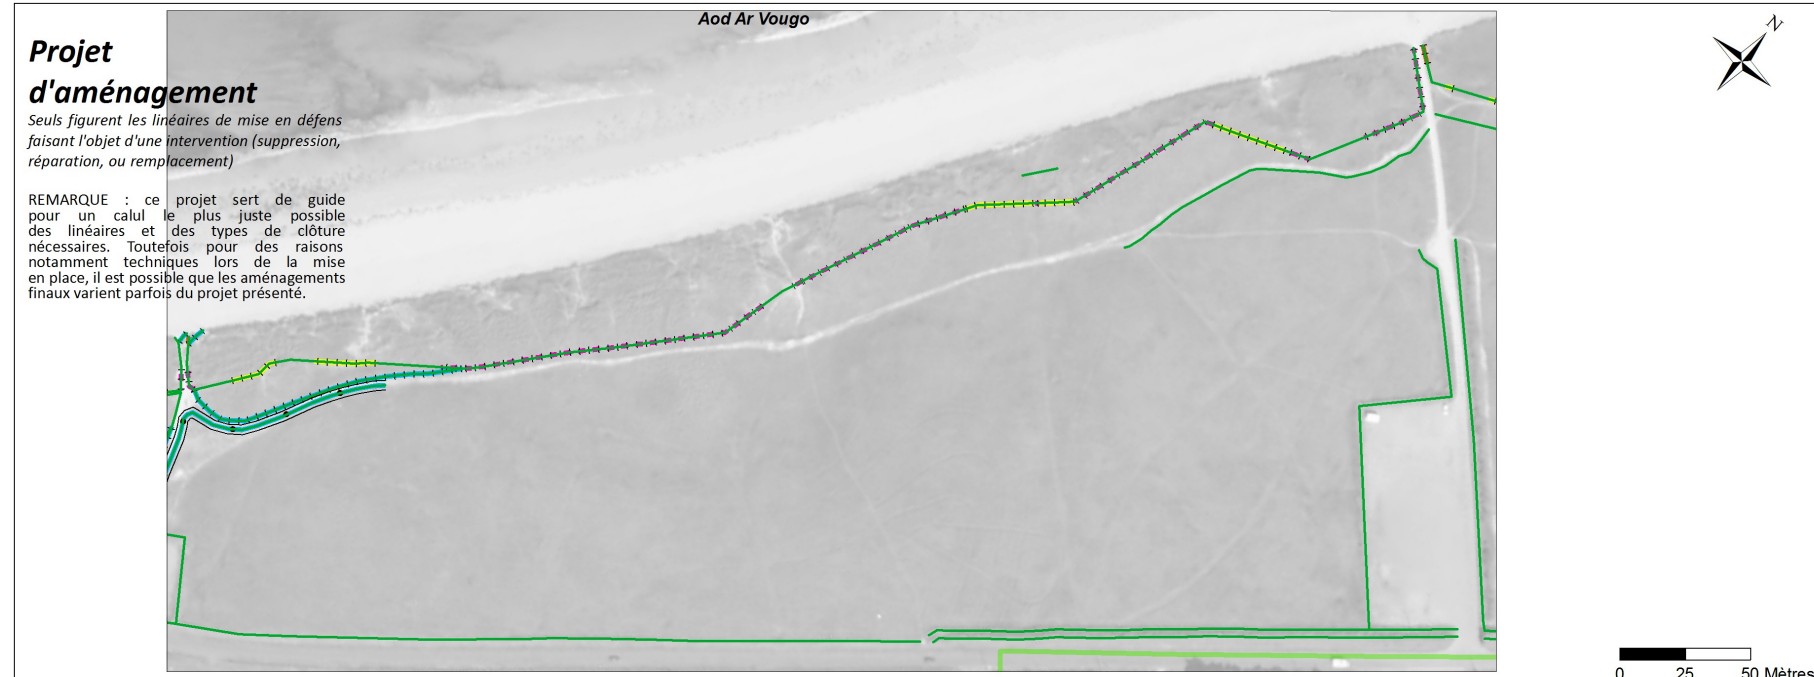 Aod Ar Vougo
N
Projet
d'aménagement
Seuls figurent les linéaires de mise en défens
faisant l'objet d'une intervention (suppression,
réparation, ou remplacement)
REMARQUE : ce projet sert de guide
pour un calul le plus juste possible
des linéaires et des types de clôture
nécessaires. Toutefois pour des raisons
notamment techniques lors de la mise
en place, il est possible que les aménagements
finaux varient parfois du projet présenté.
0 25 50 Mètres